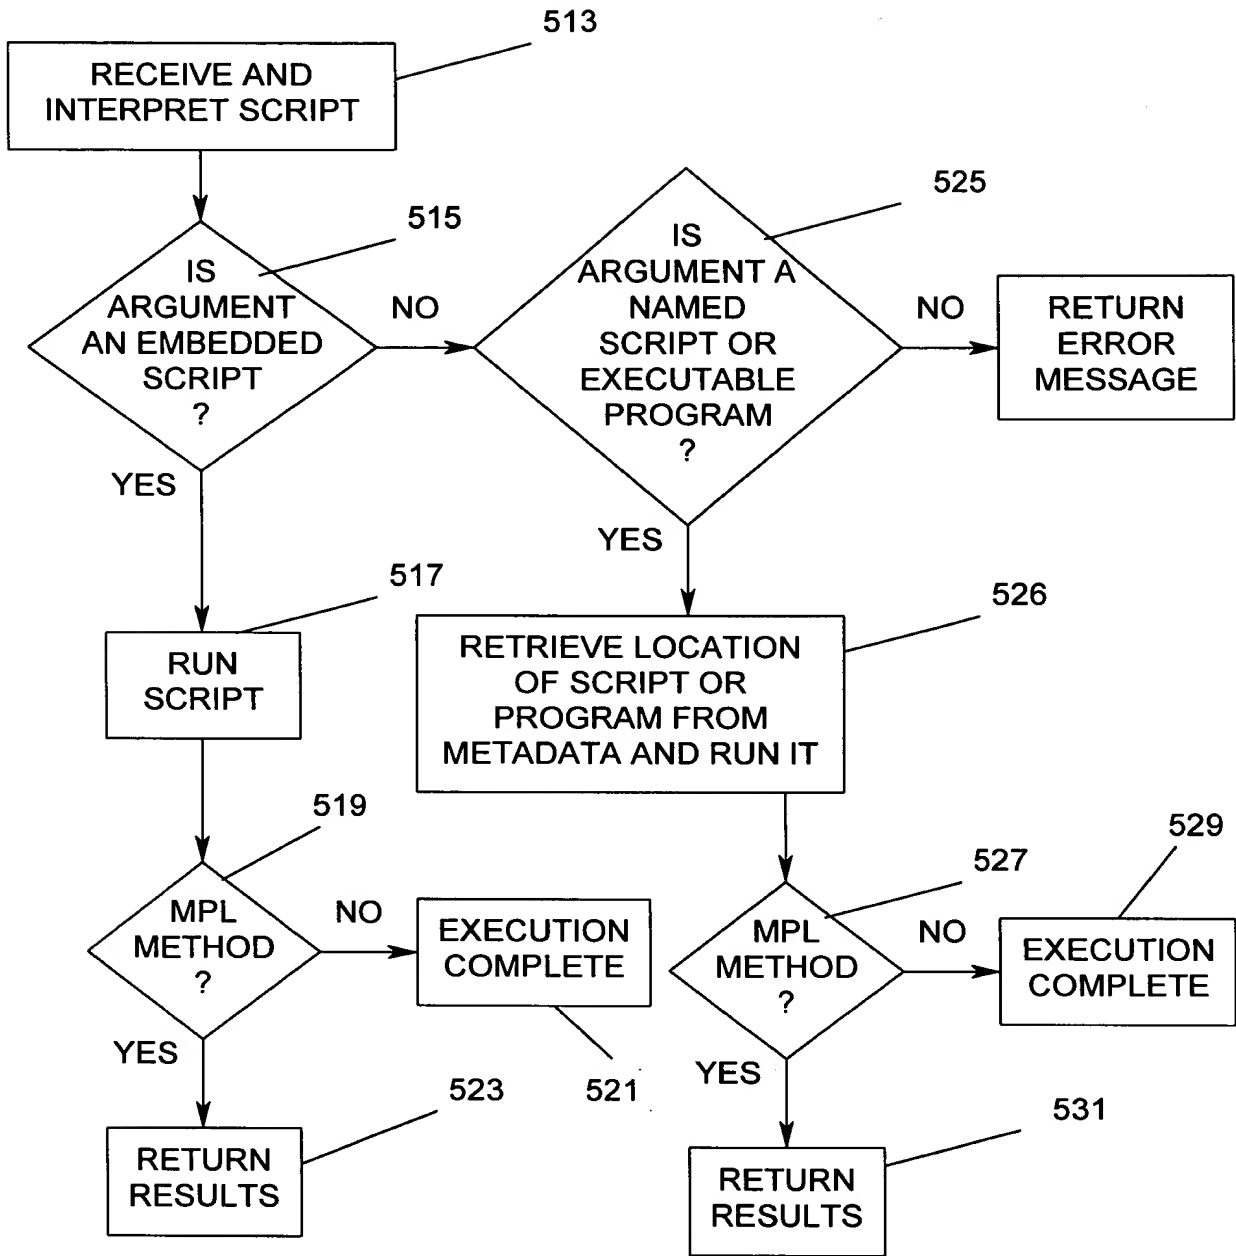 513
RECEIVE AND
INTERPRET SCRIPT
515
IS
ARGUMENT
AN EMBEDDED
SCRIPT
?
NO
525
IS
ARGUMENT A
NAMED
SCRIPT OR
EXECUTABLE
PROGRAM
?
NO
RETURN
ERROR
MESSAGE
YES
YES
517
RUN
SCRIPT
526
RETRIEVE LOCATION
OF SCRIPT OR
PROGRAM FROM
METADATA AND RUN IT
519
MPL
METHOD
?
NO
EXECUTION
COMPLETE
521
YES
523
RETURN
RESULTS
527
MPL
METHOD
?
NO
529
EXECUTION
COMPLETE
YES
531
RETURN
RESULTS